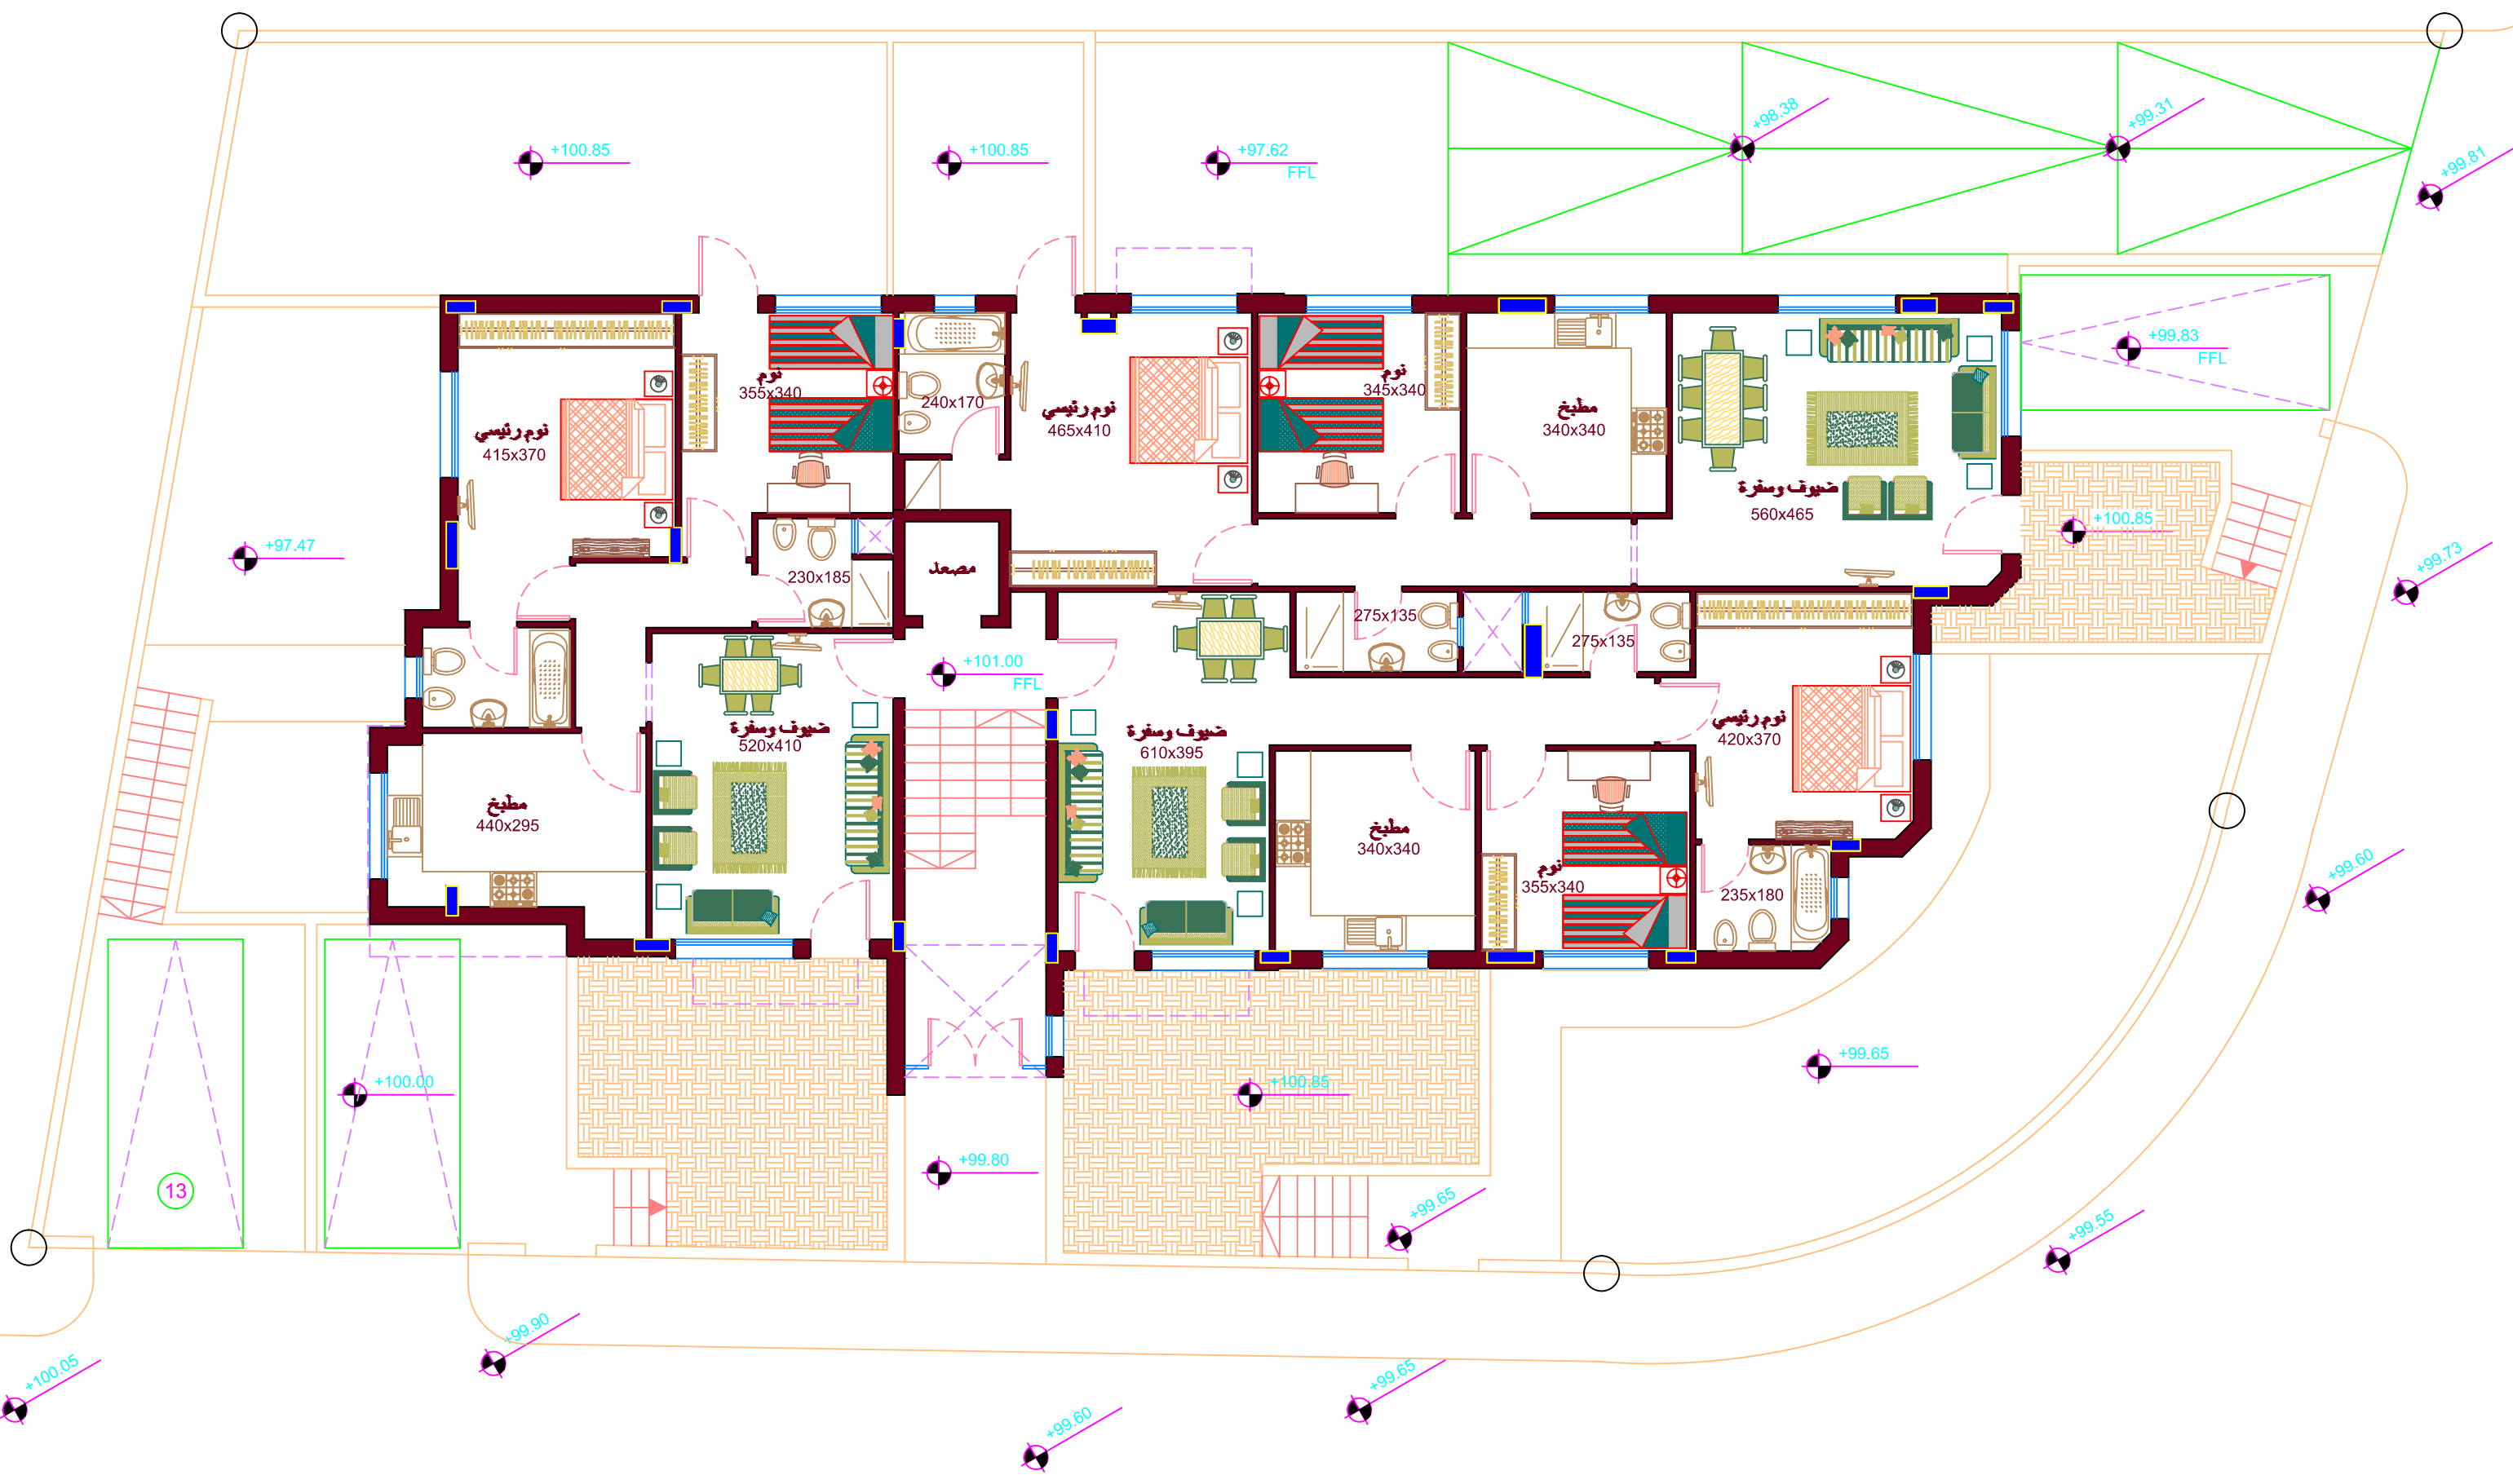 +98.38
+99.31
+100.85
+100.85
+97.62
FFL
+99.81
+99.83
FFL
نوم
355x340
240x170
نوم رئيسي
465x410
نوم
345x340
مطبخ
340x340
نوم رئيسي
415x370
ضيوف وسفرة
560x465
+100.85
+97.47
+99.73
230x185
مصعد
275x135
275x135
+101.00
FFL
ضيوف وسفرة
520x410
ضيوف وسفرة
610x395
نوم رئيسي
420x370
مطبخ
440x295
مطبخ
340x340
نوم
355x340
235x180
+99.60
+99.65
+100.00
+100.85
+99.80
13
+99.65
+99.55
+99.90
+100.05
+99.65
+99.60